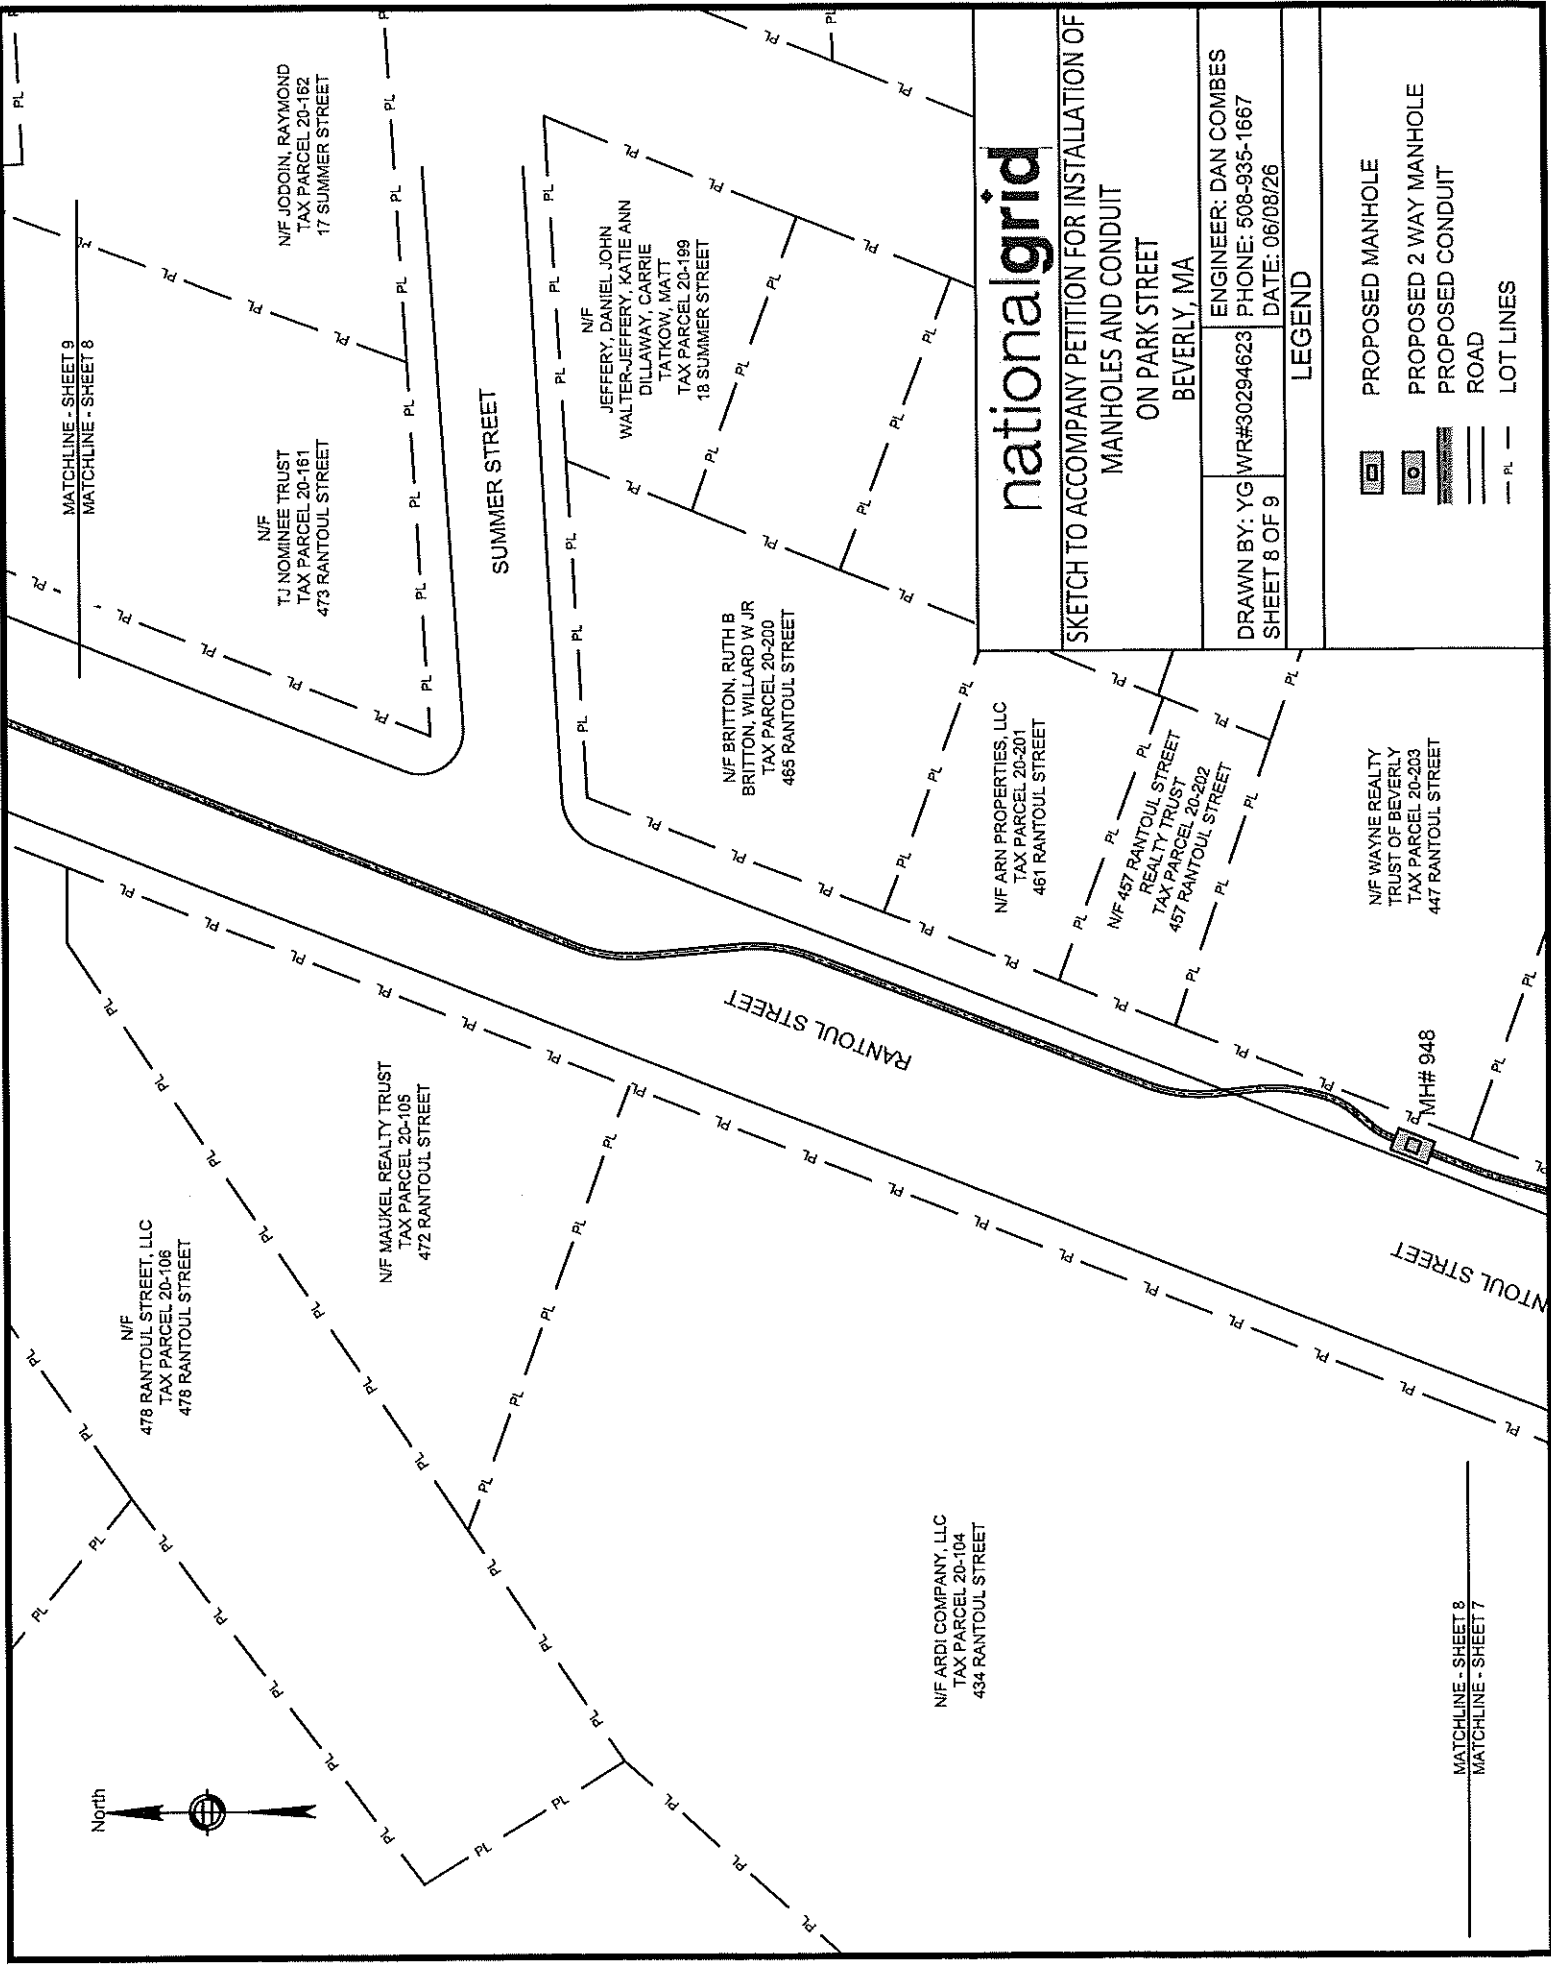 North
N/F
478 RANTOUL STREET, LLC
TAX PARCEL 20-106
478 RANTOUL STREET
N/F MAUKEL REALTY TRUST
TAX PARCEL 20-105
472 RANTOUL STREET
N/F ARDI COMPANY, LLC
TAX PARCEL 20-104
434 RANTOUL STREET
MATCHLINE - SHEET 8
MATCHLINE - SHEET 7
MATCHLINE - SHEET 9
MATCHLINE - SHEET 8
N/F
TJ NOMINEE TRUST
TAX PARCEL 20-161
473 RANTOUL STREET
N/F JODOIN, RAYMOND
TAX PARCEL 20-162
17 SUMMER STREET
SUMMER STREET
N/F
JEFFERY, DANIEL JOHN
WALTER-JEFFERY, KATIE ANN
DILLAWAY, CARRIE
TATKOW, MATT
TAX PARCEL 20-199
18 SUMMER STREET
N/F BRITTON, RUTH B
BRITTON, WILLARD W JR
TAX PARCEL 20-200
465 RANTOUL STREET
RANTOUL STREET
N/F ARN PROPERTIES, LLC
TAX PARCEL 20-201
461 RANTOUL STREET
N/F 457 RANTOUL STREET
REALTY TRUST
TAX PARCEL 20-202
457 RANTOUL STREET
N/F WAYNE REALTY
TRUST OF BEVERLY
TAX PARCEL 20-203
447 RANTOUL STREET
MH# 948
NTOUL STREET
nationalgrid
SKETCH TO ACCOMPANY PETITION FOR INSTALLATION OF
MANHOLES AND CONDUIT
ON PARK STREET
BEVERLY, MA
DRAWN BY: YG WR#30294623 ENGINEER: DAN COMBES
PHONE: 508-935-1667
SHEET 8 OF 9 DATE: 06/08/26
LEGEND
PROPOSED MANHOLE
PROPOSED 2 WAY MANHOLE
PROPOSED CONDUIT
ROAD
PL LOT LINES